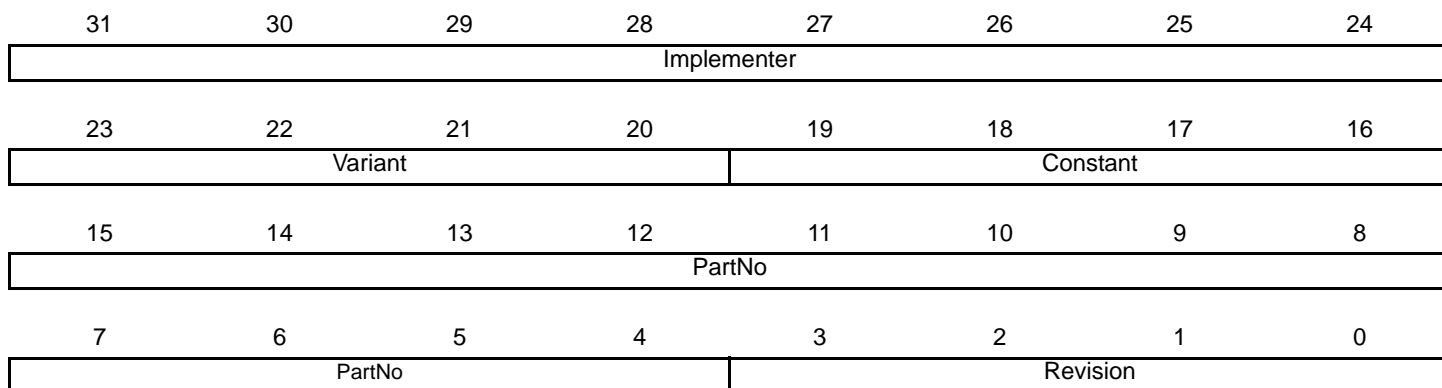 31 30 29 28 27 26 25 24
Implementer
23 22 21 20 19 18 17 16
Variant Constant
15 14 13 12 11 10 9 8
PartNo
7 6 5 4 3 2 1 0
PartNo Revision